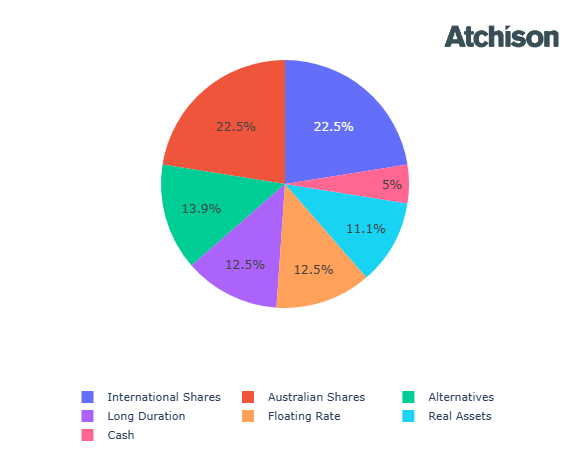 Atchison
22.5%
22.5%
5%
13.9%
11.1%
12.5%
12.5%
International Shares
Australian Shares
Alternatives
Long Duration
Floating Rate
Real Assets
Cash